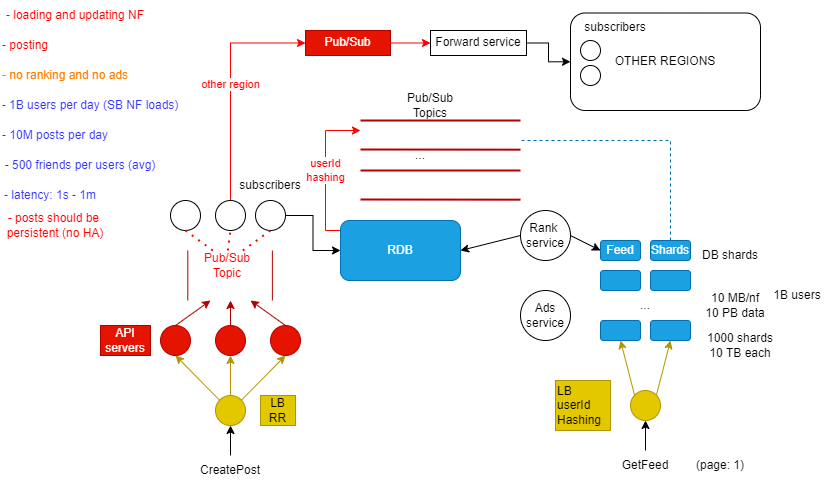 - loading and updating NF
- posting
- no ranking and no ads
- 1B users per day (SB NF loads)
- 10M posts per day
- 500 friends per users (avg)
- latency: 1s - 1m
- posts should be
persistent (no HA)
Pub/Sub
Forward service
subscribers
OTHER REGIONS
other region
Pub/Sub
Topics
...
userId
hashing
subscribers
Pub/Sub
Topic
RDB
Rank
service
Feed
Shards
DB shards
Ads
service
...
10 MB/nf
10 PB data
1B users
1000 shards
10 TB each
API
servers
LB
RR
CreatePost
LB
userId
Hashing
GetFeed
(page: 1)